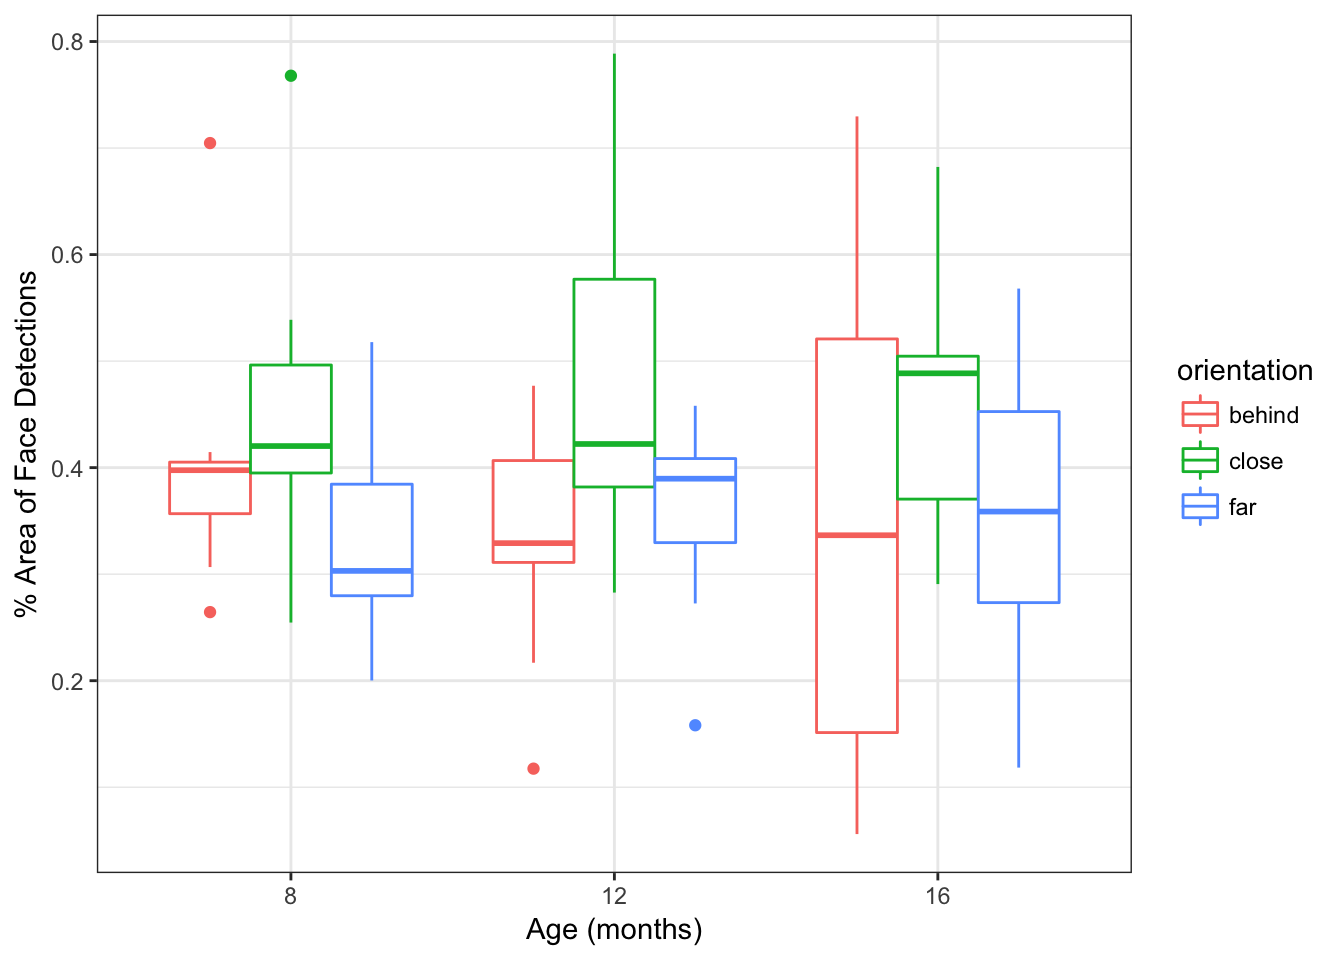 % Area of Face Detections
0.8
0.6
0.4
0.2
8
12
16
Age (months)
orientation
behind
close
far